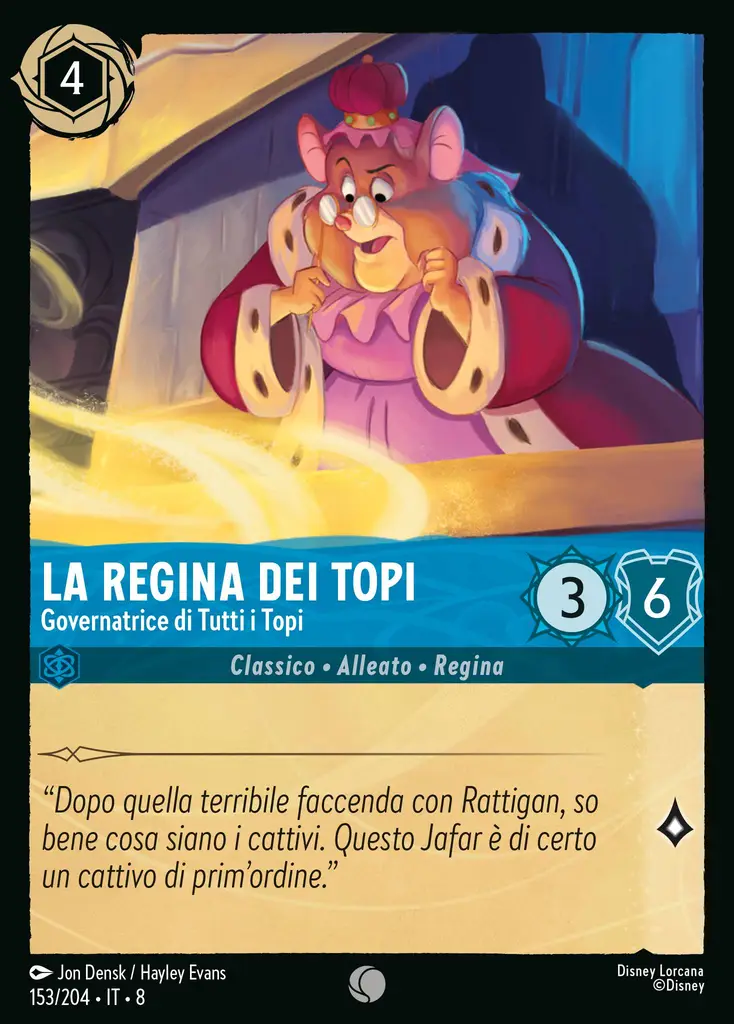 4
LA REGINA DEI TOPI
Governatrice di Tutti i Topi
3
6
Classico • Alleato • Regina
“Dopo quella terribile faccenda con Rattigan, so
bene cosa siano i cattivi. Questo Jafar è di certo
un cattivo di prim’ordine.”
Jon Densk / Hayley Evans
153/204 • IT • 8
Disney Lorcana
©Disney